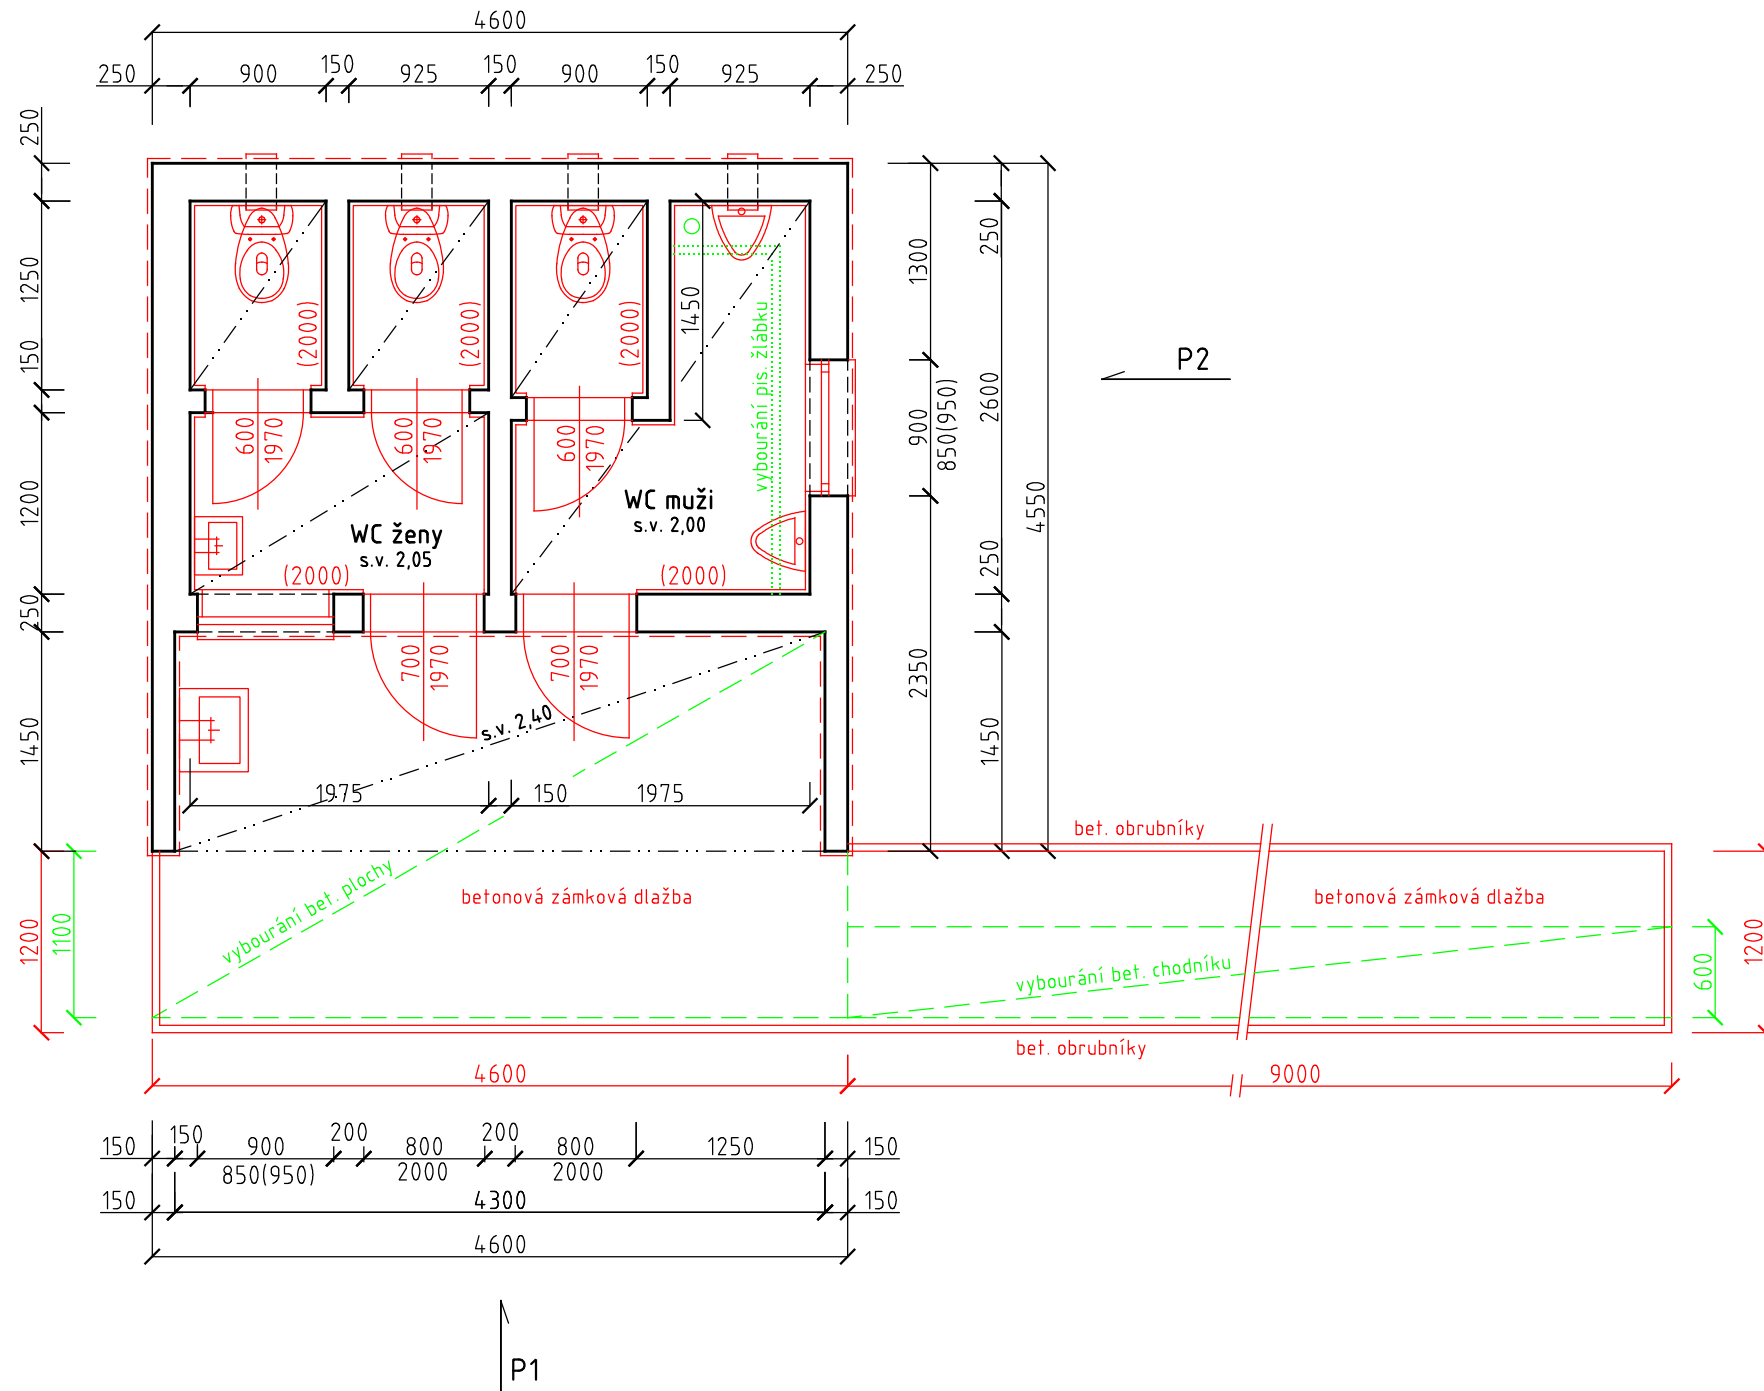 4600
250 900 150 925 150 900 150 925 250
250
1250
150
1200
250
1450
1200
1100
(2000)
(2000)
(2000)
1450
vybourání pis. žlábku
600
1970
600
1970
600
1970
WC ženy
s.v. 2,05
WC muži
s.v. 2,00
(2000)
(2000)
700
1970
700
1970
s.v. 2,40
1975 150 1975
1300
900
850(950)
2350
250
2600
250
1450
4550
P2
bet. obrubníky
vybourání bet. plochy
betonová zámková dlažba
betonová zámková dlažba
vybourání bet. chodníku
600
1200
bet. obrubníky
4600
9000
150 150 900 200 800 200 800 1250 150
850(950) 2000 2000
150 4300 150
4600
P1